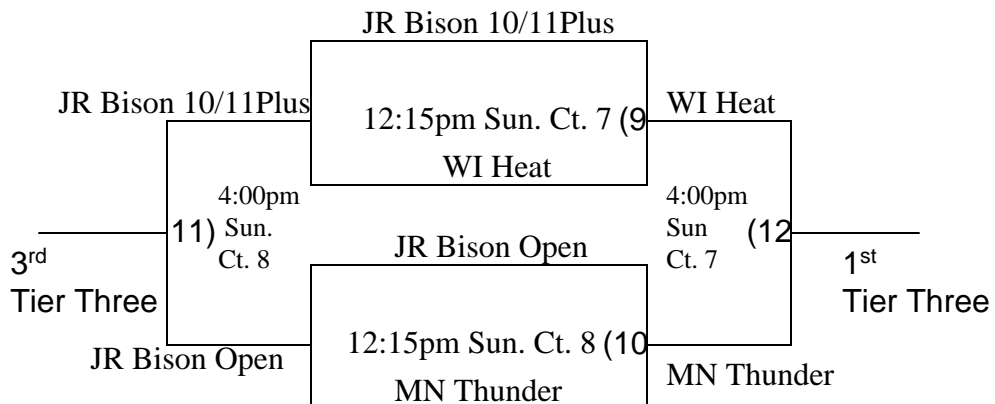 JR Bison 10/11Plus
JR Bison 10/11Plus
12:15pm Sun. Ct. 7 (9
WI Heat
WI Heat
4:00pm
Sun.
Ct. 8
11)
4:00pm
Sun
Ct. 7
(12
3rd
Tier Three
1st
Tier Three
JR Bison Open
12:15pm Sun. Ct. 8 (10
JR Bison Open
MN Thunder
MN Thunder